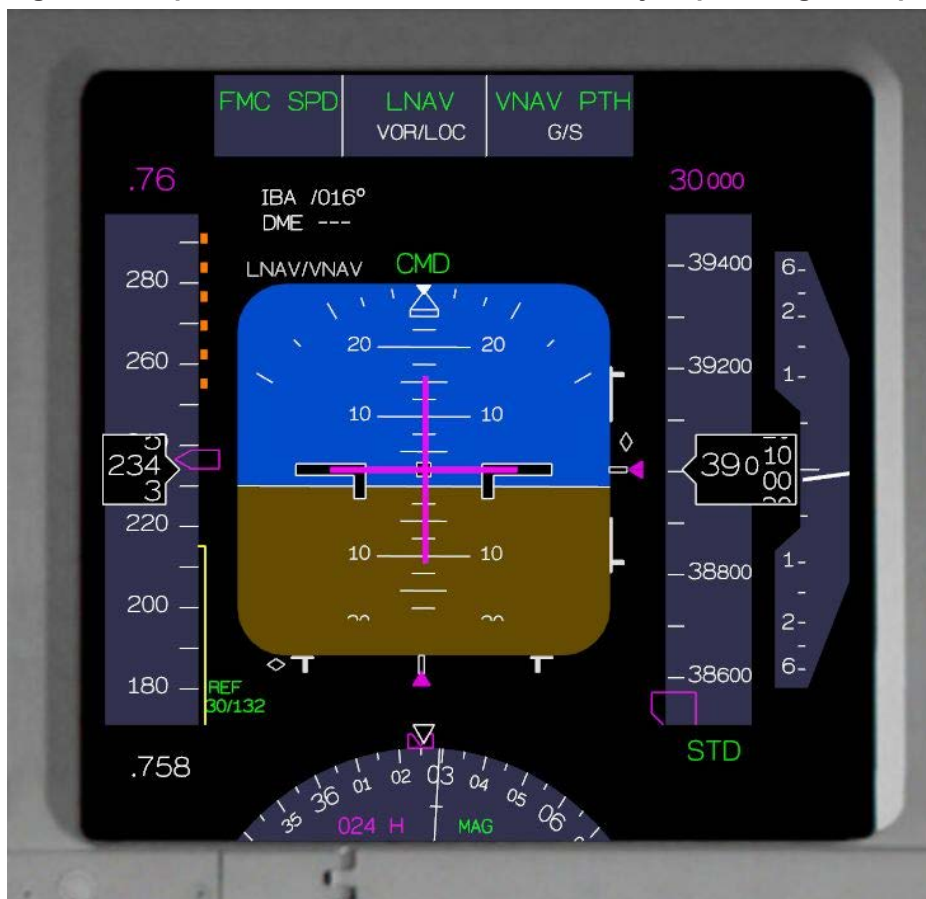 FMC SPD LNAV VNAV PTH
VOR/LOC G/S
.76 30000
IBA /016°
DME ---
LNAV/VNAV CMD
39400 6
280 2
20 20
260 39200 1
10 10
234 390 10
3 00
220
10 10 38800 1
200 2
38600 6
180 REF
30/132
STD
.758
35 36 01 02 03 04 05 06
024 H MAG